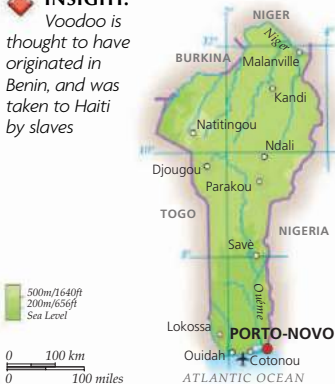 INSIGHT:
Voodoo is
thought to have
originated in
Benin, and was
taken to Haiti
by slaves
NIGER
Niger
BURKINA
Malanville
Kandi
Natitingou
Ndali
Djougou
Parakou
TOGO
NIGERIA
Savè
Ouémé
500m/1640ft
200m/656ft
Sea Level
Lokossa
PORTO-NOVO
Ouidah
Cotonou
0 100 km
0 100 miles
ATLANTIC OCEAN